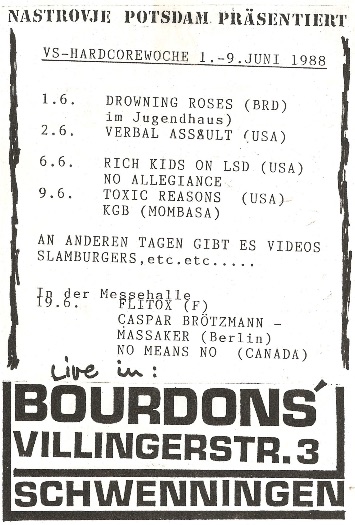 NASTROVJE POTSDAM PRÄSENTIERT
VS-HARDCOREWOCHE 1.-9.JUNI 1988
1.6. DROWNING ROSES (BRD)
im Jugendhaus)
2.6. VERBAL ASSAULT (USA)
6.6. RICH KIDS ON LSD (USA)
NO ALLEGIANCE
9.6. TOXIC REASONS (USA)
KGB (MOMBASA)
AN ANDEREN TAGEN GIBT ES VIDEOS
SLAMBURGERS,etc.etc.....
In der Messehalle
19.6. FLITOX (F)
CASPAR BRÖTZMANN -
MASSAKER (Berlin)
NO MEANS NO (CANADA)
Live in:
BOURDONS'
VILLINGERSTR.3
SCHWENNINGEN